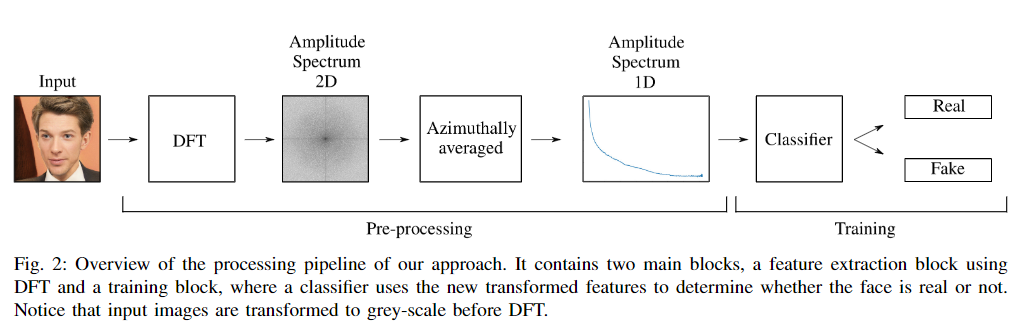 Input
DFT
Amplitude
Spectrum
2D
Azimuthally
averaged
Amplitude
Spectrum
1D
Classifier
Real
Fake
Pre-processing
Training
Fig. 2: Overview of the processing pipeline of our approach. It contains two main blocks, a feature extraction block using
DFT and a training block, where a classifier uses the new transformed features to determine whether the face is real or not.
Notice that input images are transformed to grey-scale before DFT.